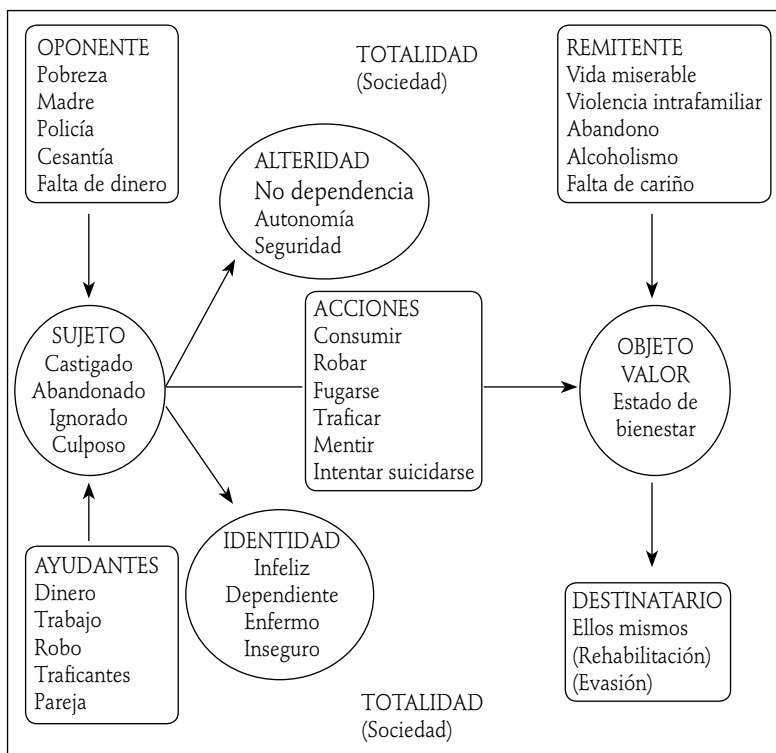 OPONENTE
Pobreza
Madre
Policía
Cesantía
Falta de dinero
TOTALIDAD
(Sociedad)
REMITENTE
Vida miserable
Violencia intrafamiliar
Abandono
Alcoholismo
Falta de cariño
ALTERIDAD
No dependencia
Autonomía
Seguridad
SUJETO
Castigado
Abandonado
Ignorado
Culposo
ACCIONES
Consumir
Robar
Fugarse
Traficar
Mentir
Intentar suicidarse
OBJETO
VALOR
Estado de
bienestar
AYUDANTES
Dinero
Trabajo
Robo
Traficantes
Pareja
IDENTIDAD
Infeliz
Dependiente
Enfermo
Inseguro
DESTINATARIO
Ellos mismos
(Rehabilitación)
(Evasión)
TOTALIDAD
(Sociedad)